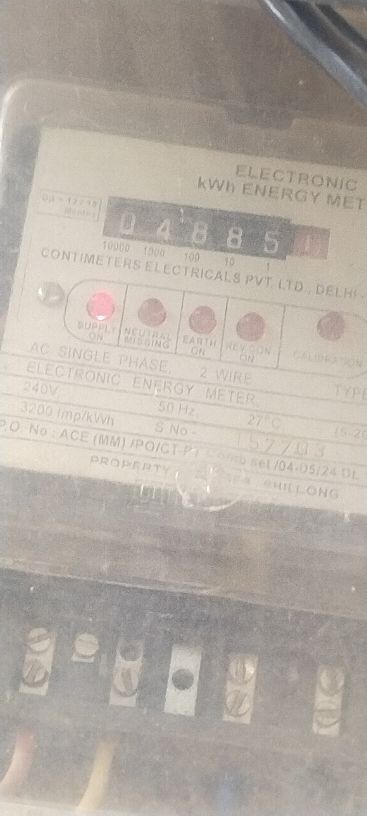 ELECTRONIC
kWh ENERGY MET
04885
10000 1000 100 10 1
CONTIMETERS ELECTRICALS PVT. LTD., DELHI -
SUPPLY ON
NEUTRAL MISSING
EARTH ON
REV.CON ON
CALIBRATION
AC SINGLE PHASE, 2 WIRE
ELECTRONIC ENERGY METER, TYPE
240V, 50 Hz, 27°C,
3200 Imp/kWh S No - 157703
P.O. No : ACE (MM) /PO/CT-P1 /04-05/24 DL
PROPERTY SHILLONG